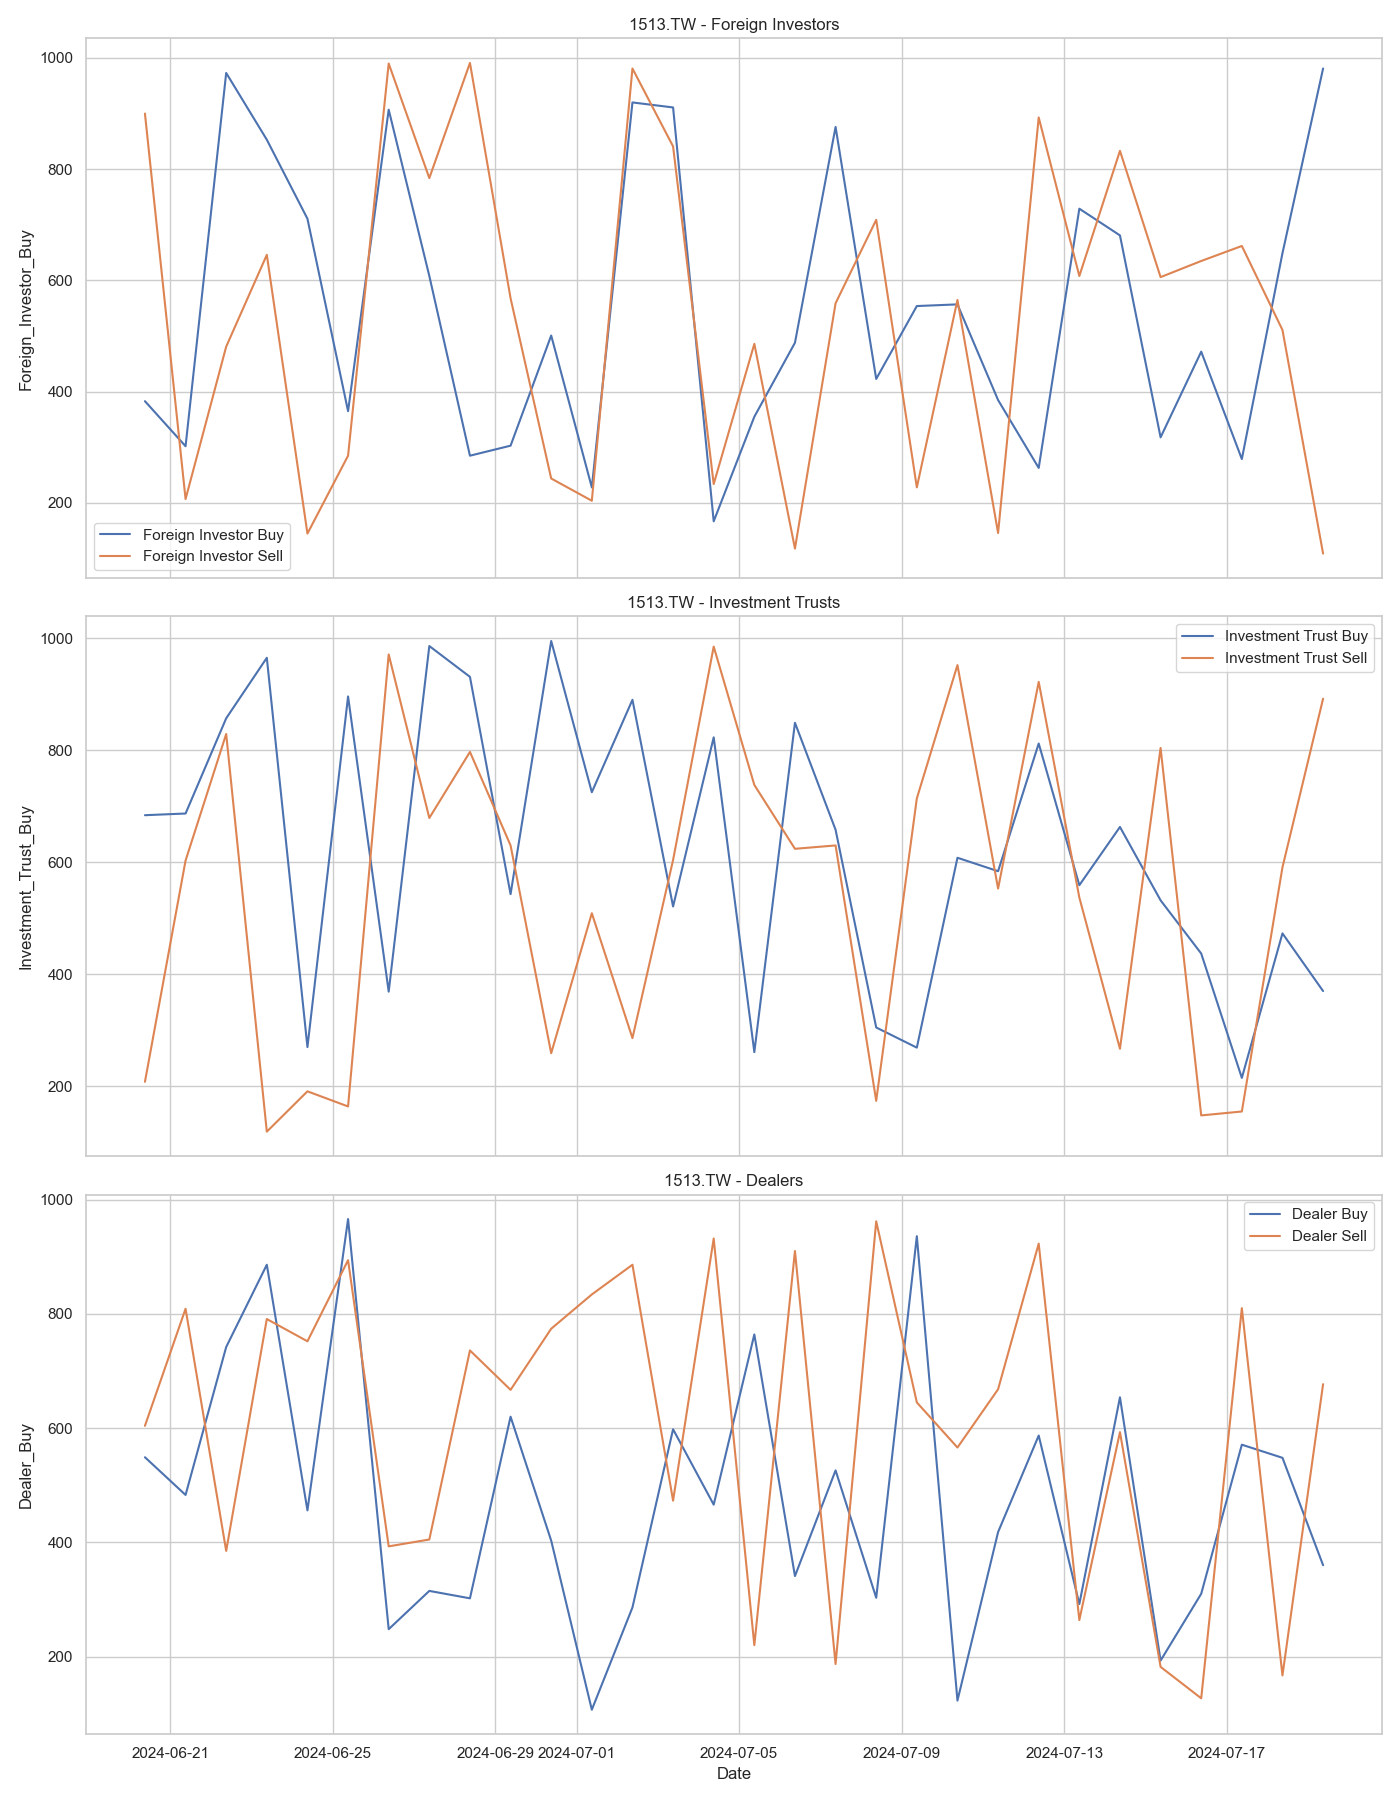 1513.TW - Foreign Investors
1000
800
600
400
200
Foreign_Investor_Buy
Foreign Investor Buy
Foreign Investor Sell
1513.TW - Investment Trusts
1000
800
600
400
200
Investment_Trust_Buy
Investment Trust Buy
Investment Trust Sell
1513.TW - Dealers
1000
800
600
400
200
Dealer_Buy
Dealer Buy
Dealer Sell
2024-06-21 2024-06-25 2024-06-29 2024-07-01 2024-07-05 2024-07-09 2024-07-13 2024-07-17
Date